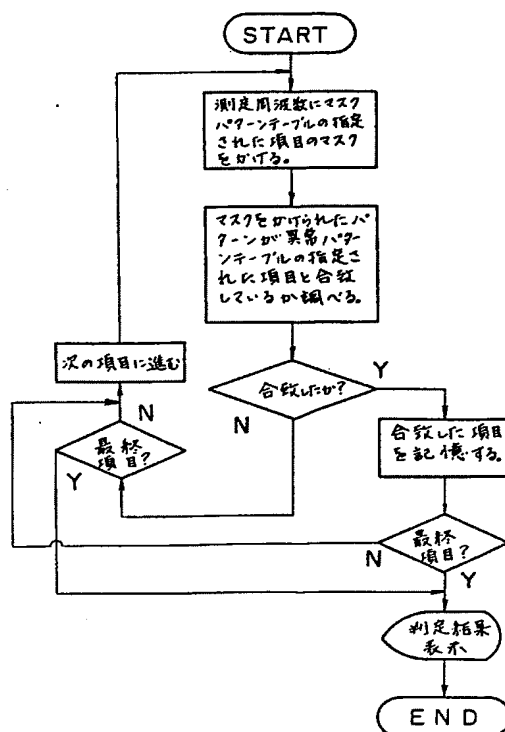 START
測定周波数にマスク
パターンテーブルの指定
された項目のマスク
をかける。
マスクをかけられたパ
ターンが異常パタ
ーンテーブルの指定さ
れた項目と合致
しているか調べる。
次の項目に進む
合致したか?
Y
N
N
最終
項目?
Y
合致した項目
を記憶する。
最終
項目?
N
Y
判定結果
表示
END